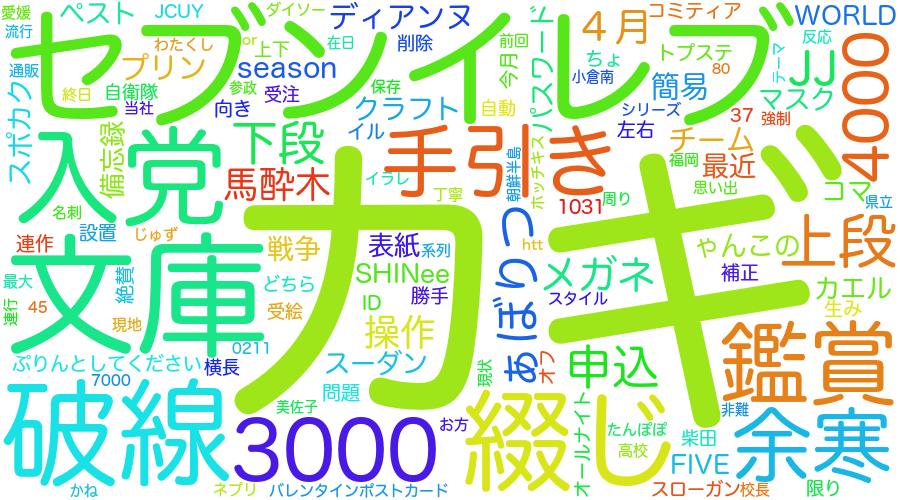 愛媛
ペスト
JCUY
ダイソー
ディアンヌ
4月
コミティア
WORLD
流行
わたくし
or
上下
在日
削除
前回
トプステ
反応
セブンイレブン
通販
プリン
season
今月
ちょ
80
テーマ
JJ
4000
終日
自衛隊
参政
受注
保存
パスワード
小倉南
簡易
マスク
スポカク
当社
向き
クラフト
自動
シリーズ
37
強制
備忘録
下段
イル
手引き
左右
チーム
入党
馬酔木
イラレ
丁寧
朝鮮半島
ホッチキス
福岡
最近
思い出
コマ
県立
名刺
1031
周り
連作
設置
じゅず
戦争
表紙
系列
あぼりつ
htt
ゃんこの
上段
文庫
カギ
最大
絶賛
どちら
SHINee
メガネ
補正
カエル
連行
45
現地
受絵
ID
勝手
スタイル
生み
操作
0211
ぷりんとしてください
横長
スーダン
オフ
申込
鑑賞
7000
問題
現状
破線
3000
美佐子
お方
綴じ
オールナイト
たんぽぽ
高校
非難
柴田
余寒
FIVE
かね
ネプリ
バレンタインポストカード
スローガン
校長
限り